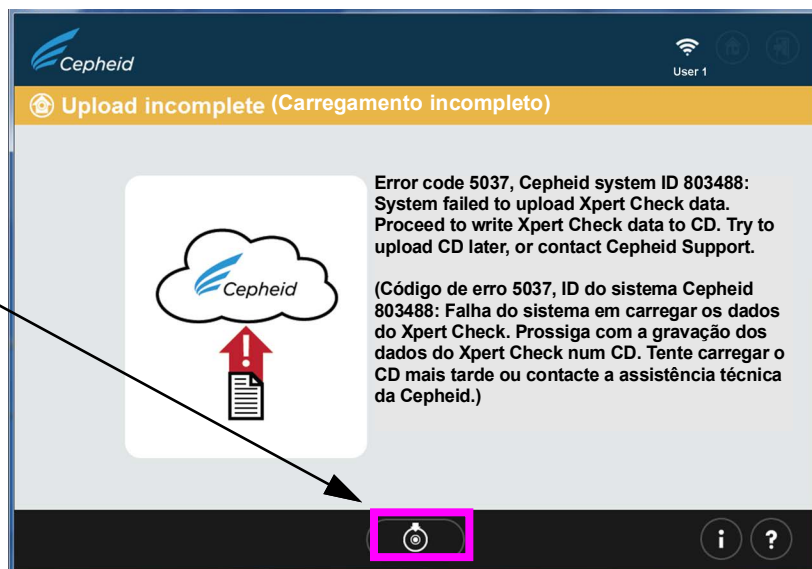 Cepheid
User 1
Upload incomplete (Carregamento incompleto)
Error code 5037, Cepheid system ID 803488:
System failed to upload Xpert Check data.
Proceed to write Xpert Check data to CD. Try to
upload CD later, or contact Cepheid Support.
(Código de erro 5037, ID do sistema Cepheid
803488: Falha do sistema em carregar os dados
do Xpert Check. Prossiga com a gravação dos
dados do Xpert Check num CD. Tente carregar o
CD mais tarde ou contacte a assistência técnica
da Cepheid.)
Cepheid
!
i ?